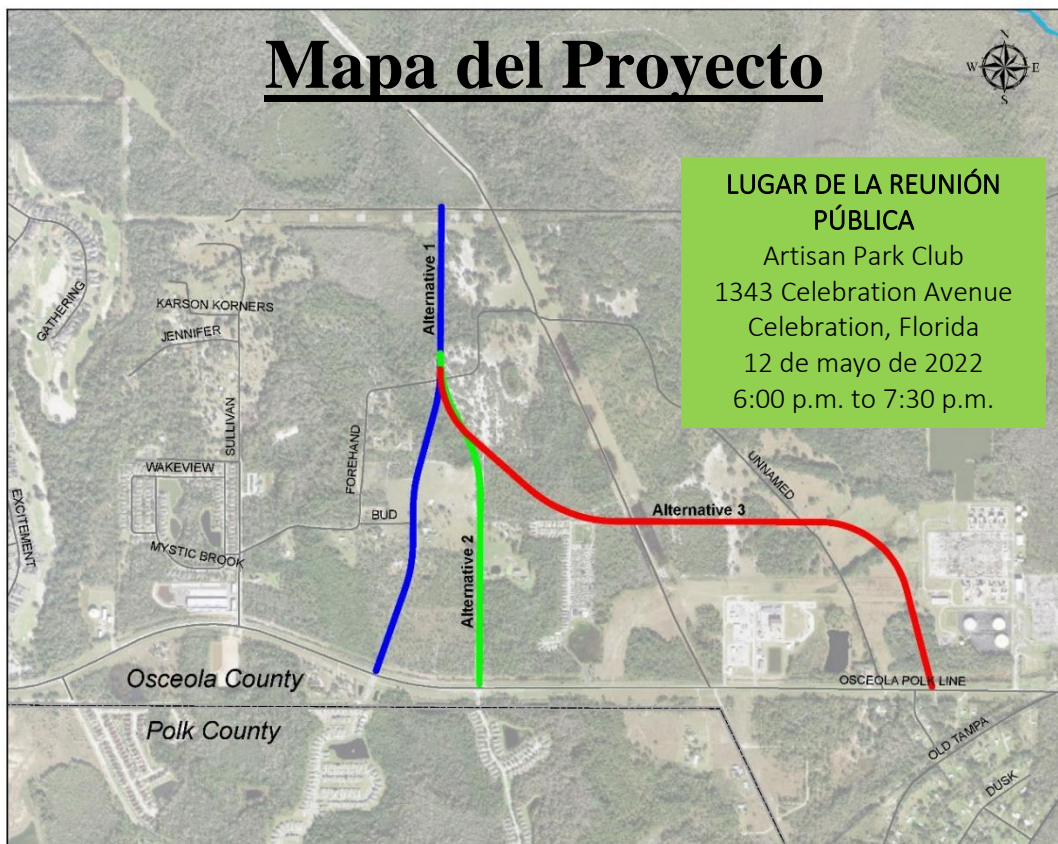 Mapa del Proyecto
N
W E
S
LUGAR DE LA REUNIÓN
PÚBLICA
Artisan Park Club
1343 Celebration Avenue
Celebration, Florida
12 de mayo de 2022
6:00 p.m. to 7:30 p.m.
Alternative 1
GATHERING
KARSON KORNERS
JENNIFER
SULLIVAN
FOREHAND
WAKEVIEW
UNNAMED
EXCITEMENT
BUD
Alternative 3
MYSTIC BROOK
Alternative 2
Osceola County
OSCEOLA POLK LINE
Polk County
OLD TAMPA
DUSK